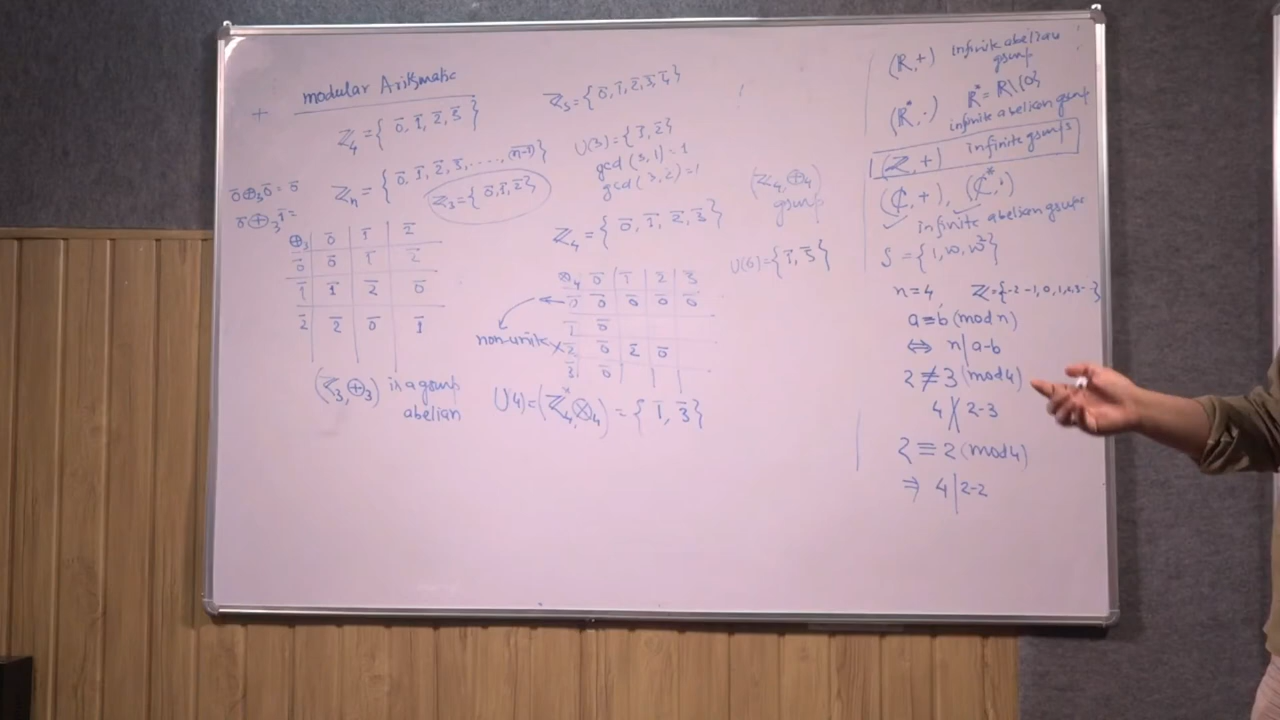 modular Arithmatic
+
ℤ₄ = { 0̄, 1̄, 2̄, 3̄ }
ℤₙ = { 0̄, 1̄, 2̄, 3̄, ....., (n-1)̄ }
ℤ₃ = { 0̄, 1̄, 2̄ }
0̄ ⊕₃ 0̄ = 0̄
0̄ ⊕₃ 1̄ =
⊕₃ 0̄ 1̄ 2̄
0̄ 0̄ 1̄ 2̄
1̄ 1̄ 2̄ 0̄
2̄ 2̄ 0̄ 1̄
(ℤ₃, ⊕₃) is a group
abelian
ℤ₅ = { 0̄, 1̄, 2̄, 3̄, 4̄ }
U(3) = { 1̄, 2̄ }
gcd (3, 1) = 1
gcd (3, 2) = 1
ℤ₄ = { 0̄, 1̄, 2̄, 3̄ }
⊗₄ 0̄ 1̄ 2 3̄
0̄ 0̄ 0̄ 0̄ 0̄
1̄ 0̄
2̄ 0̄ 2̄ 0̄
3̄ 0̄
non-units
U(4) = (ℤ₄*, ⊗₄) = { 1̄, 3̄ }
(ℤ₄, ⊕₄)
group
U(6) = { 1̄, 5̄ }
(ℝ, +) infinite abelian
group
(ℝ*, ·) ℝ* = ℝ\{0}
infinite abelian group
(ℤ, +) infinite groups
(ℂ, +), (ℂ*, ·)
infinite abelian groups
S = { 1, ω, ω² }
n = 4, ℤ = {--2-1, 0, 1, 2, 3--}
a ≡ b (mod n)
⇔ n | a-b
2 ≢ 3 (mod 4)
4 ∤ 2-3
2 ≡ 2 (mod 4)
⇒ 4 | 2-2